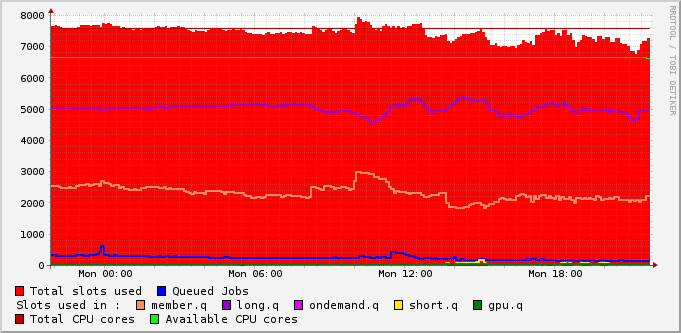 8000
7000
6000
5000
4000
3000
2000
1000
0
Mon 00:00 Mon 06:00 Mon 12:00 Mon 18:00
Total slots used Queued Jobs
Slots used in : member.q long.q ondemand.q short.q gpu.q
Total CPU cores Available CPU cores
RRDTOOL / TOBI OETIKER